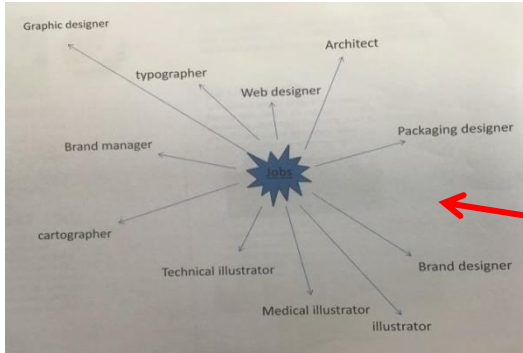 Graphic designer
Architect
typographer
Web designer
Packaging designer
Brand manager
Jobs
cartographer
Brand designer
Technical illustrator
Medical illustrator
illustrator